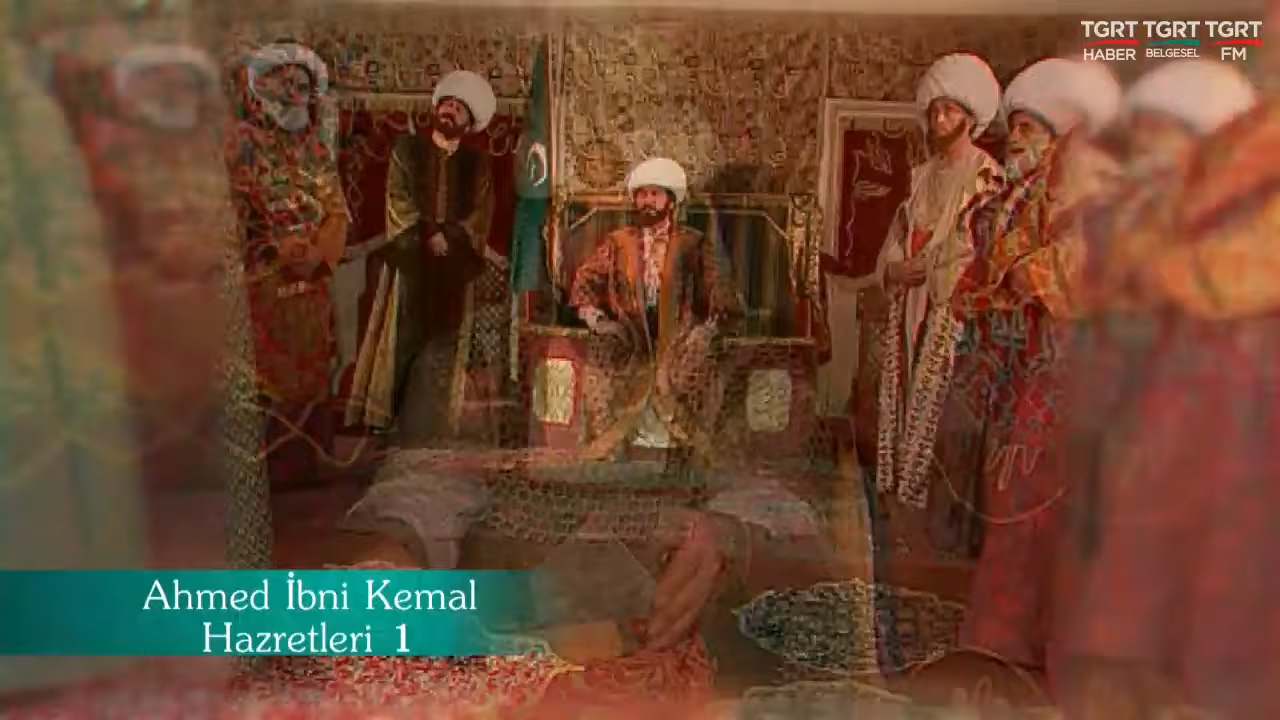 TGRT TGRT TGRT
HABER BELGESEL FM
Ahmed İbni Kemal
Hazretleri 1